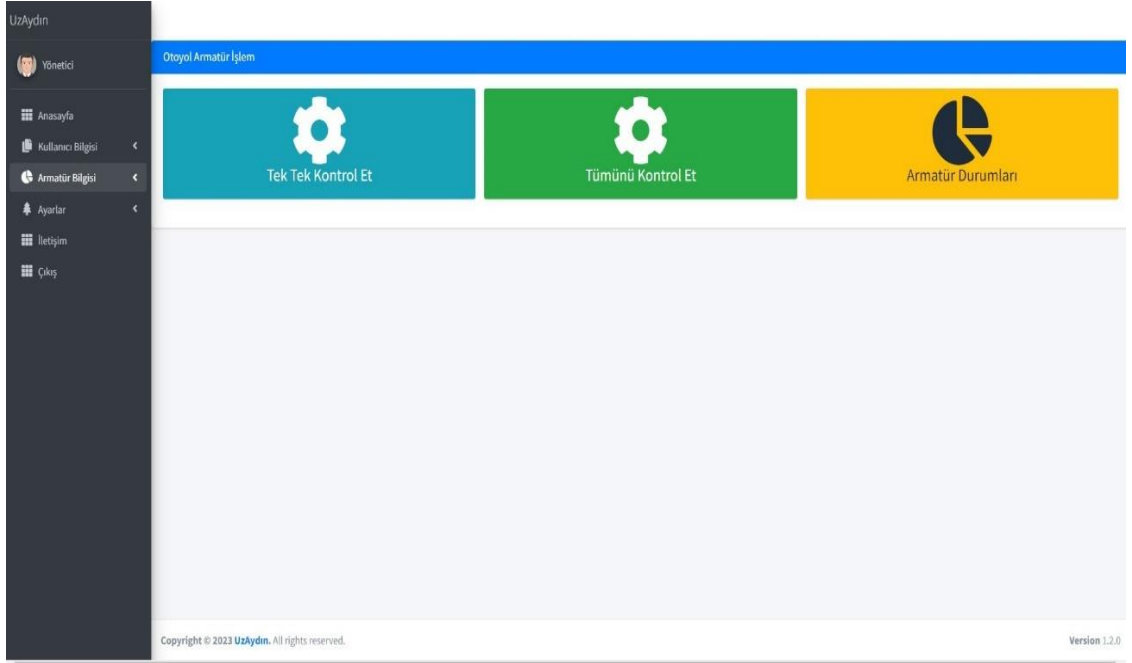 UzAydın
Yönetici
Anasayfa
Kullanıcı Bilgisi
Armatür Bilgisi
Ayarlar
İletişim
Çıkış
Otoyol Armatür İşlem
Tek Tek Kontrol Et
Tümünü Kontrol Et
Armatür Durumları
Copyright © 2023 UzAydın. All rights reserved.
Version 1.2.0